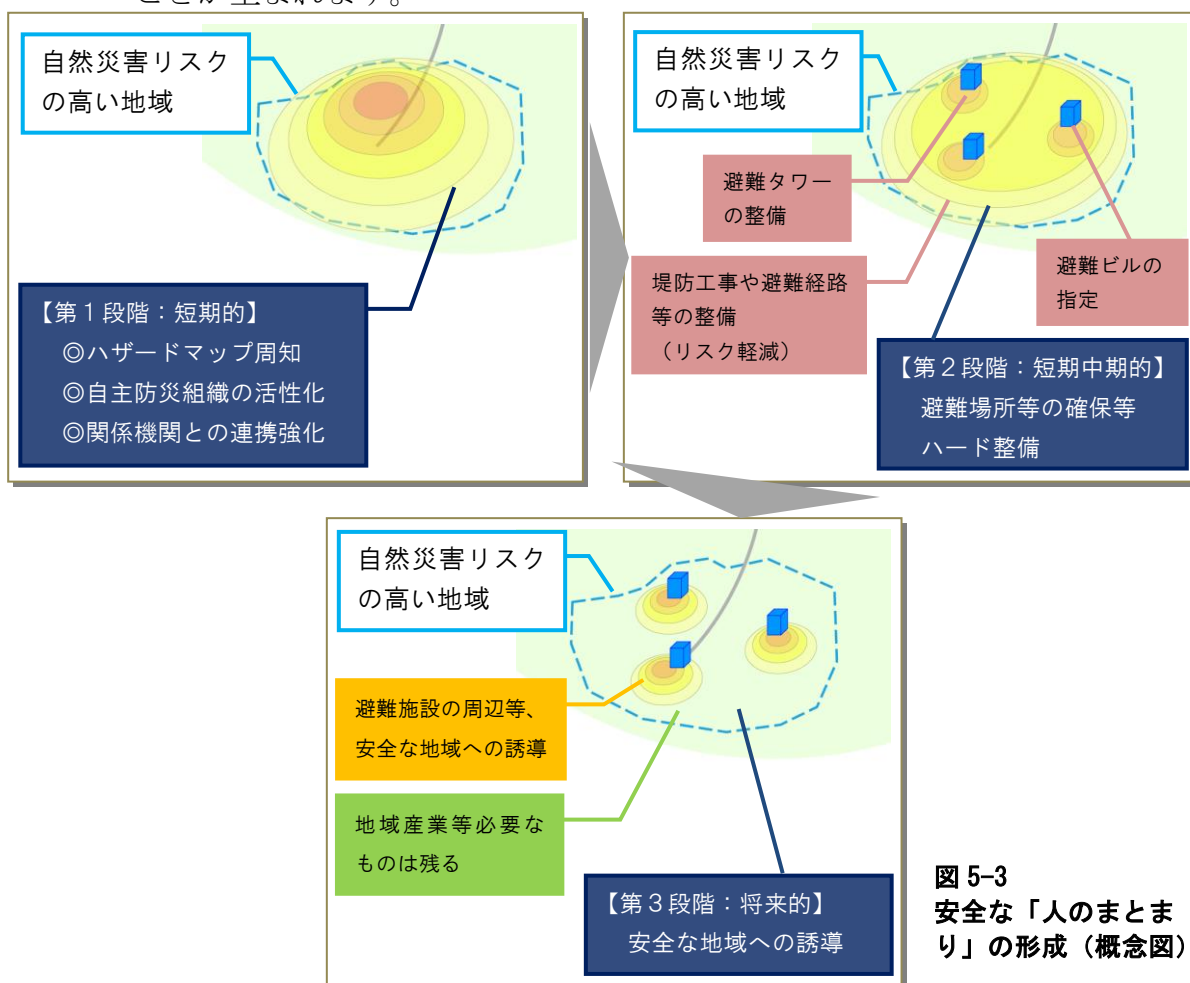 ことが望まれます。
自然災害リスク
の高い地域
【第１段階：短期的】
◎ハザードマップ周知
◎自主防災組織の活性化
◎関係機関との連携強化
自然災害リスク
の高い地域
避難タワー
の整備
堤防工事や避難経路
等の整備
（リスク軽減）
避難ビルの
指定
【第２段階：短期中期的】
避難場所等の確保等
ハード整備
自然災害リスク
の高い地域
避難施設の周辺等、
安全な地域への誘導
地域産業等必要な
ものは残る
【第３段階：将来的】
安全な地域への誘導
図 5-3
安全な「人のまとま
り」の形成（概念図）